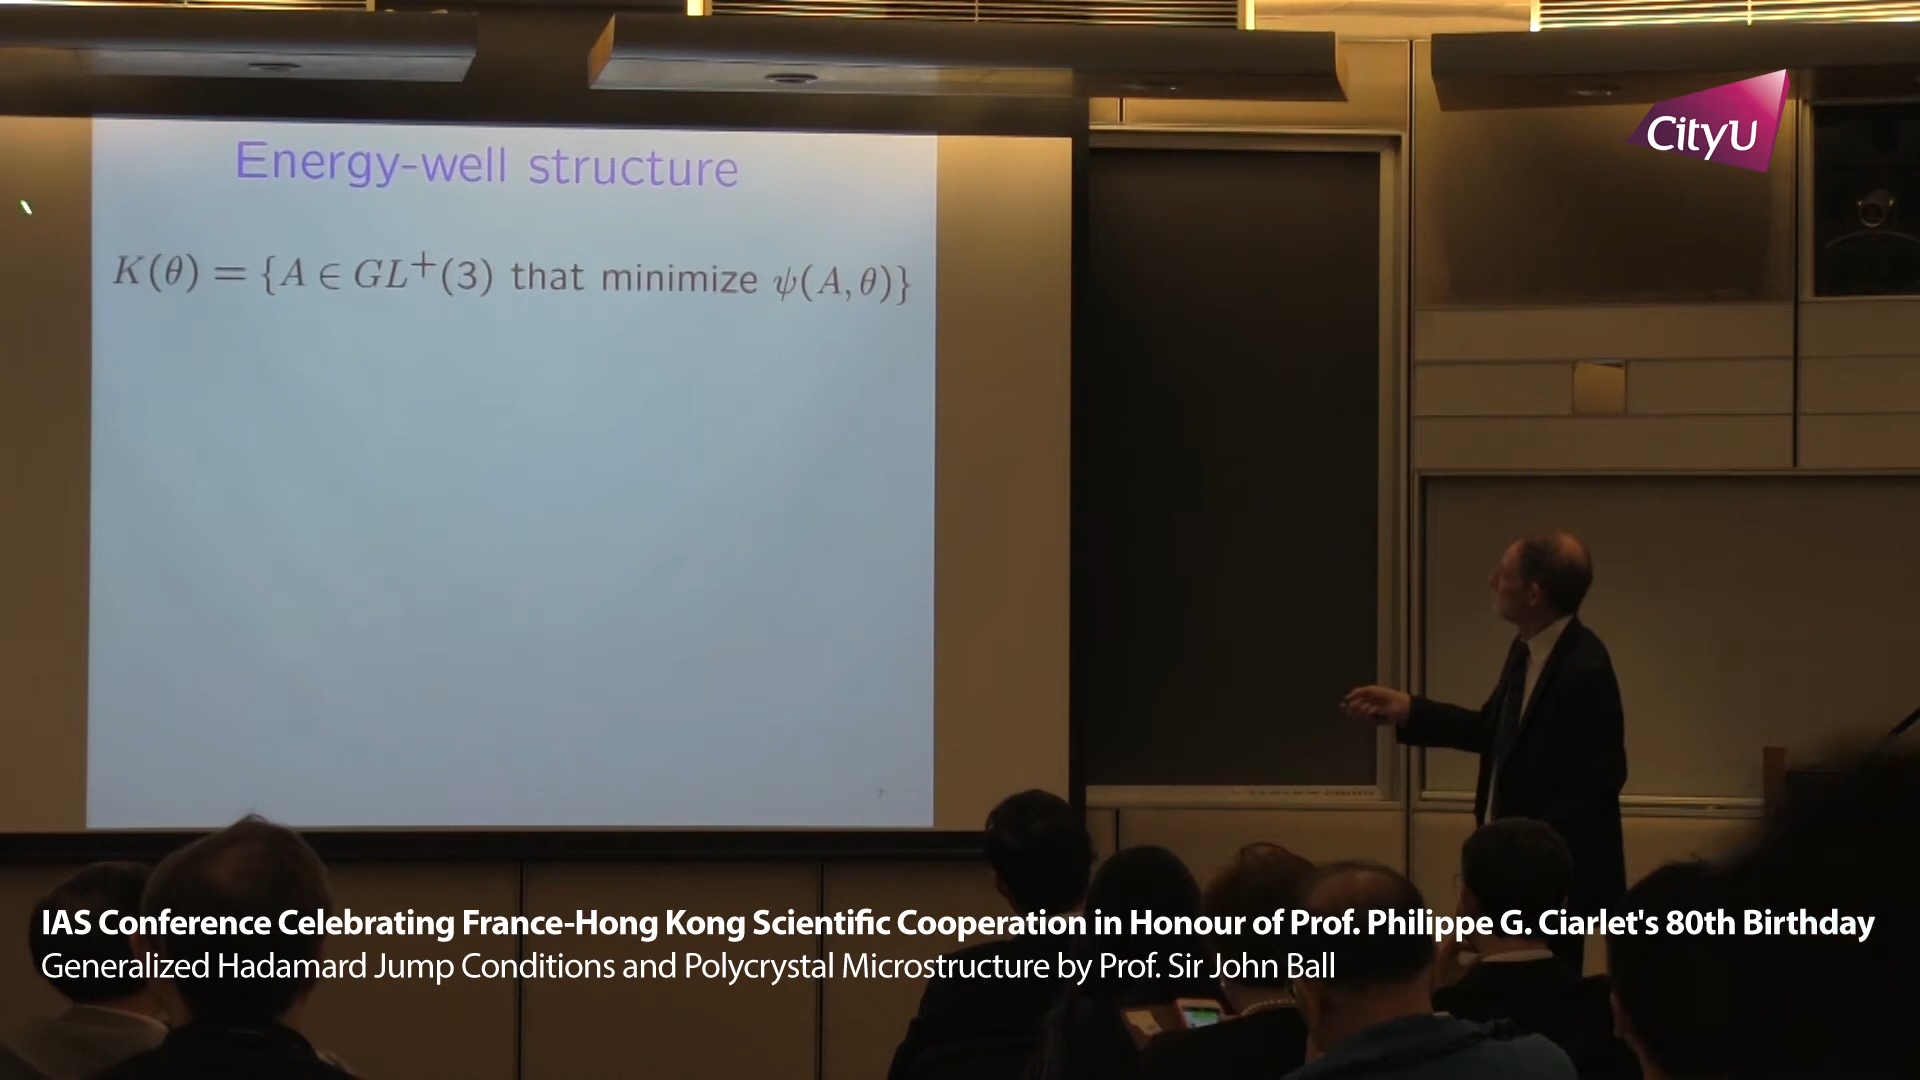 CityU
Energy-well structure
K(θ) = {A ∈ GL⁺(3) that minimize ψ(A, θ)}
7
IAS Conference Celebrating France-Hong Kong Scientific Cooperation in Honour of Prof. Philippe G. Ciarlet's 80th Birthday
Generalized Hadamard Jump Conditions and Polycrystal Microstructure by Prof. Sir John Ball